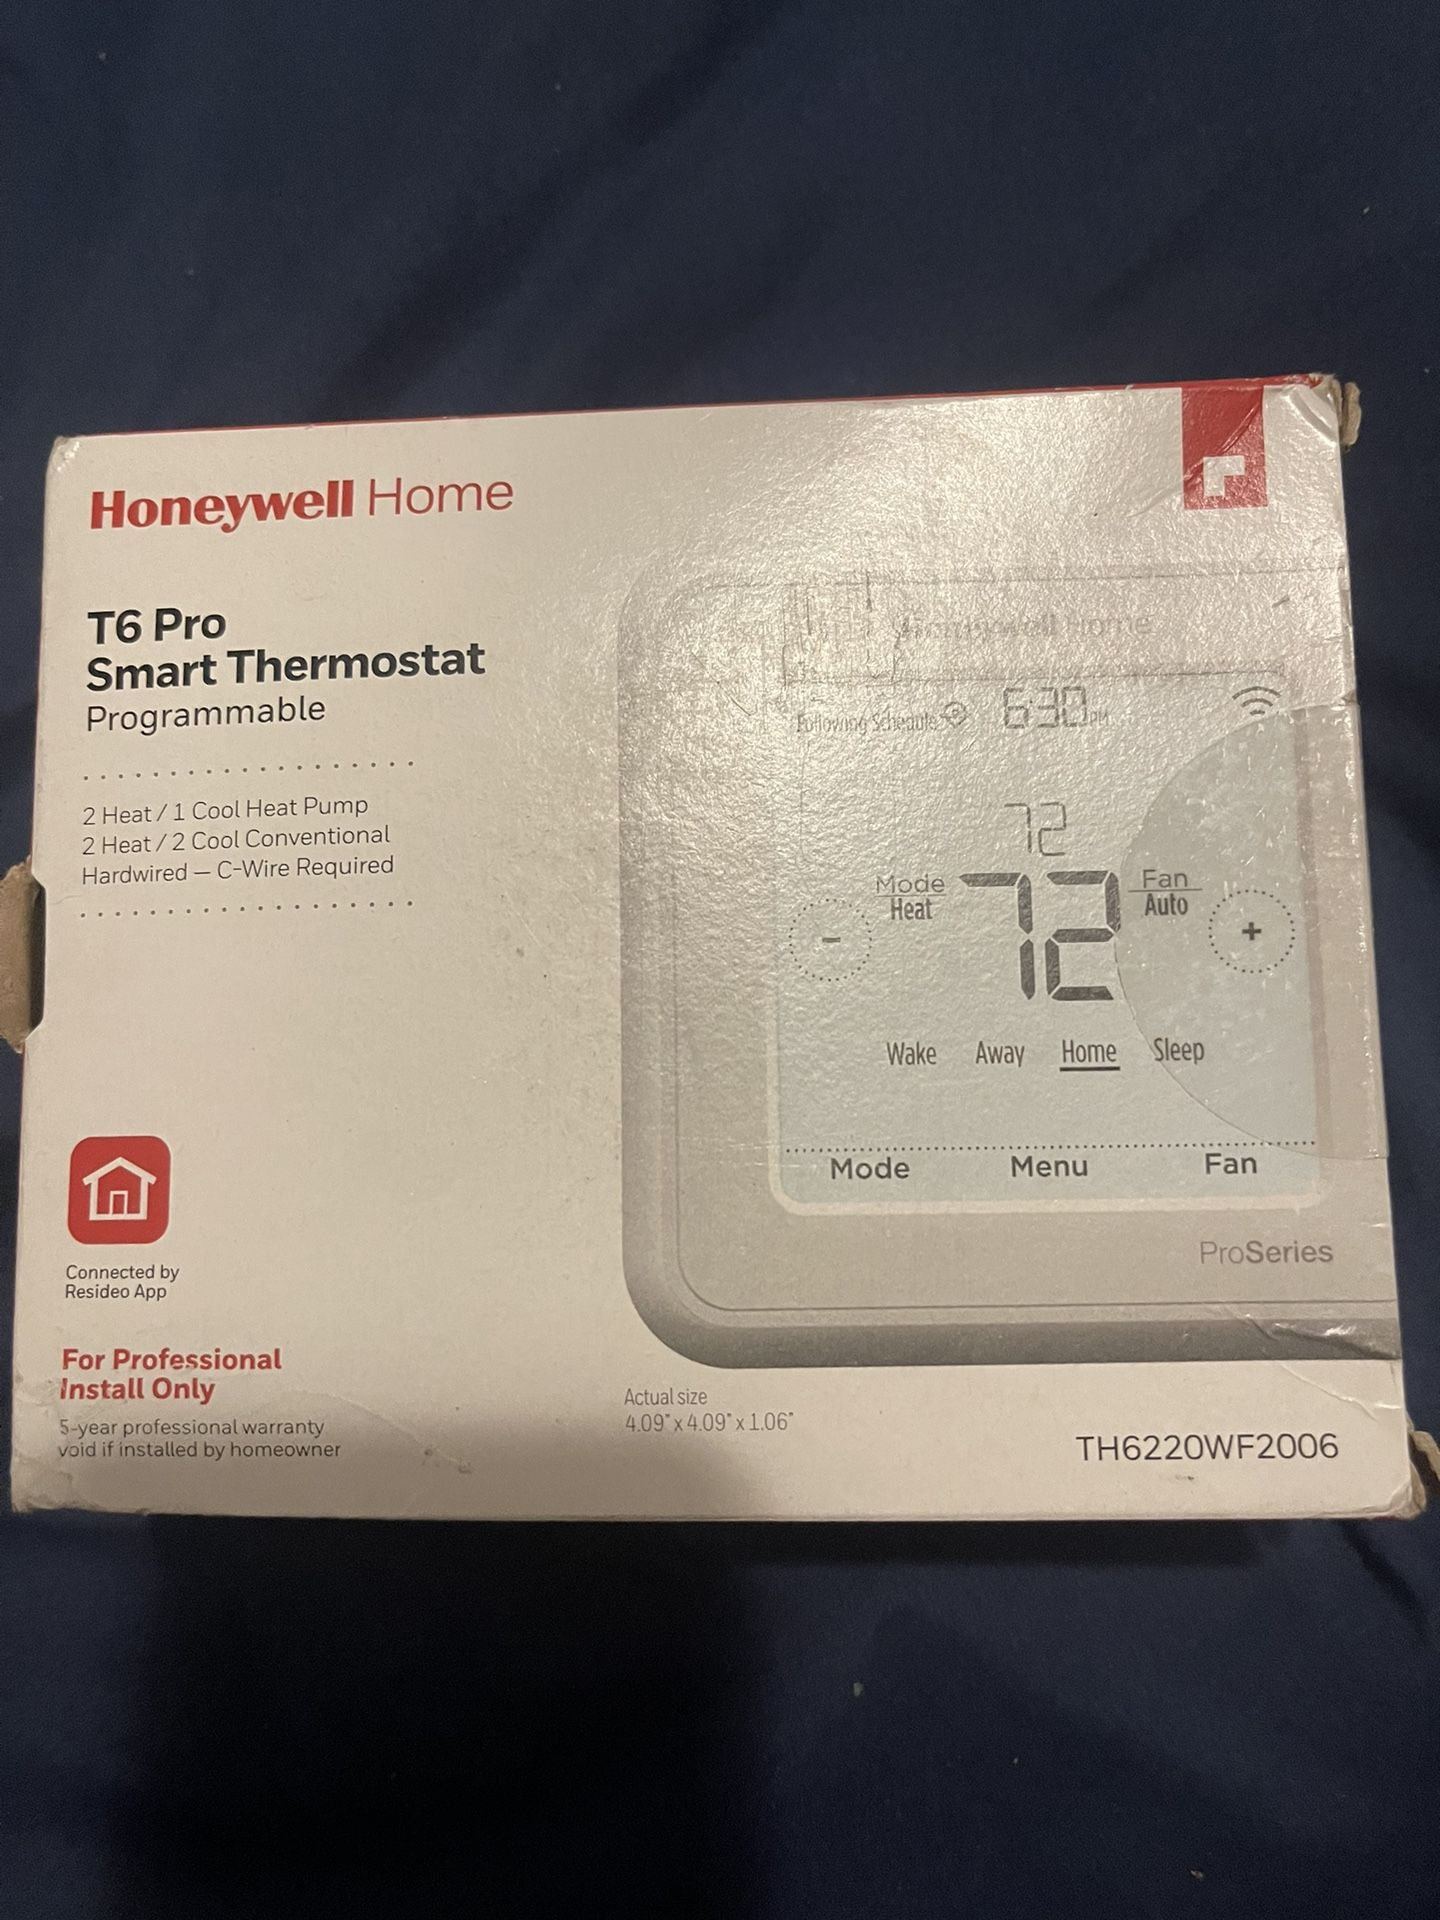 Honeywell Home
T6 Pro
Smart Thermostat
Programmable
2 Heat / 1 Cool Heat Pump
2 Heat / 2 Cool Conventional
Hardwired — C-Wire Required
Connected by
Resideo App
For Professional
Install Only
5-year professional warranty
void if installed by homeowner
Honeywell Home
Following Schedule 6:30 PM
72
Mode
Heat
72
Fan
Auto
- +
Wake Away Home Sleep
Mode Menu Fan
ProSeries
Actual size
4.09" x 4.09" x 1.06"
TH6220WF2006